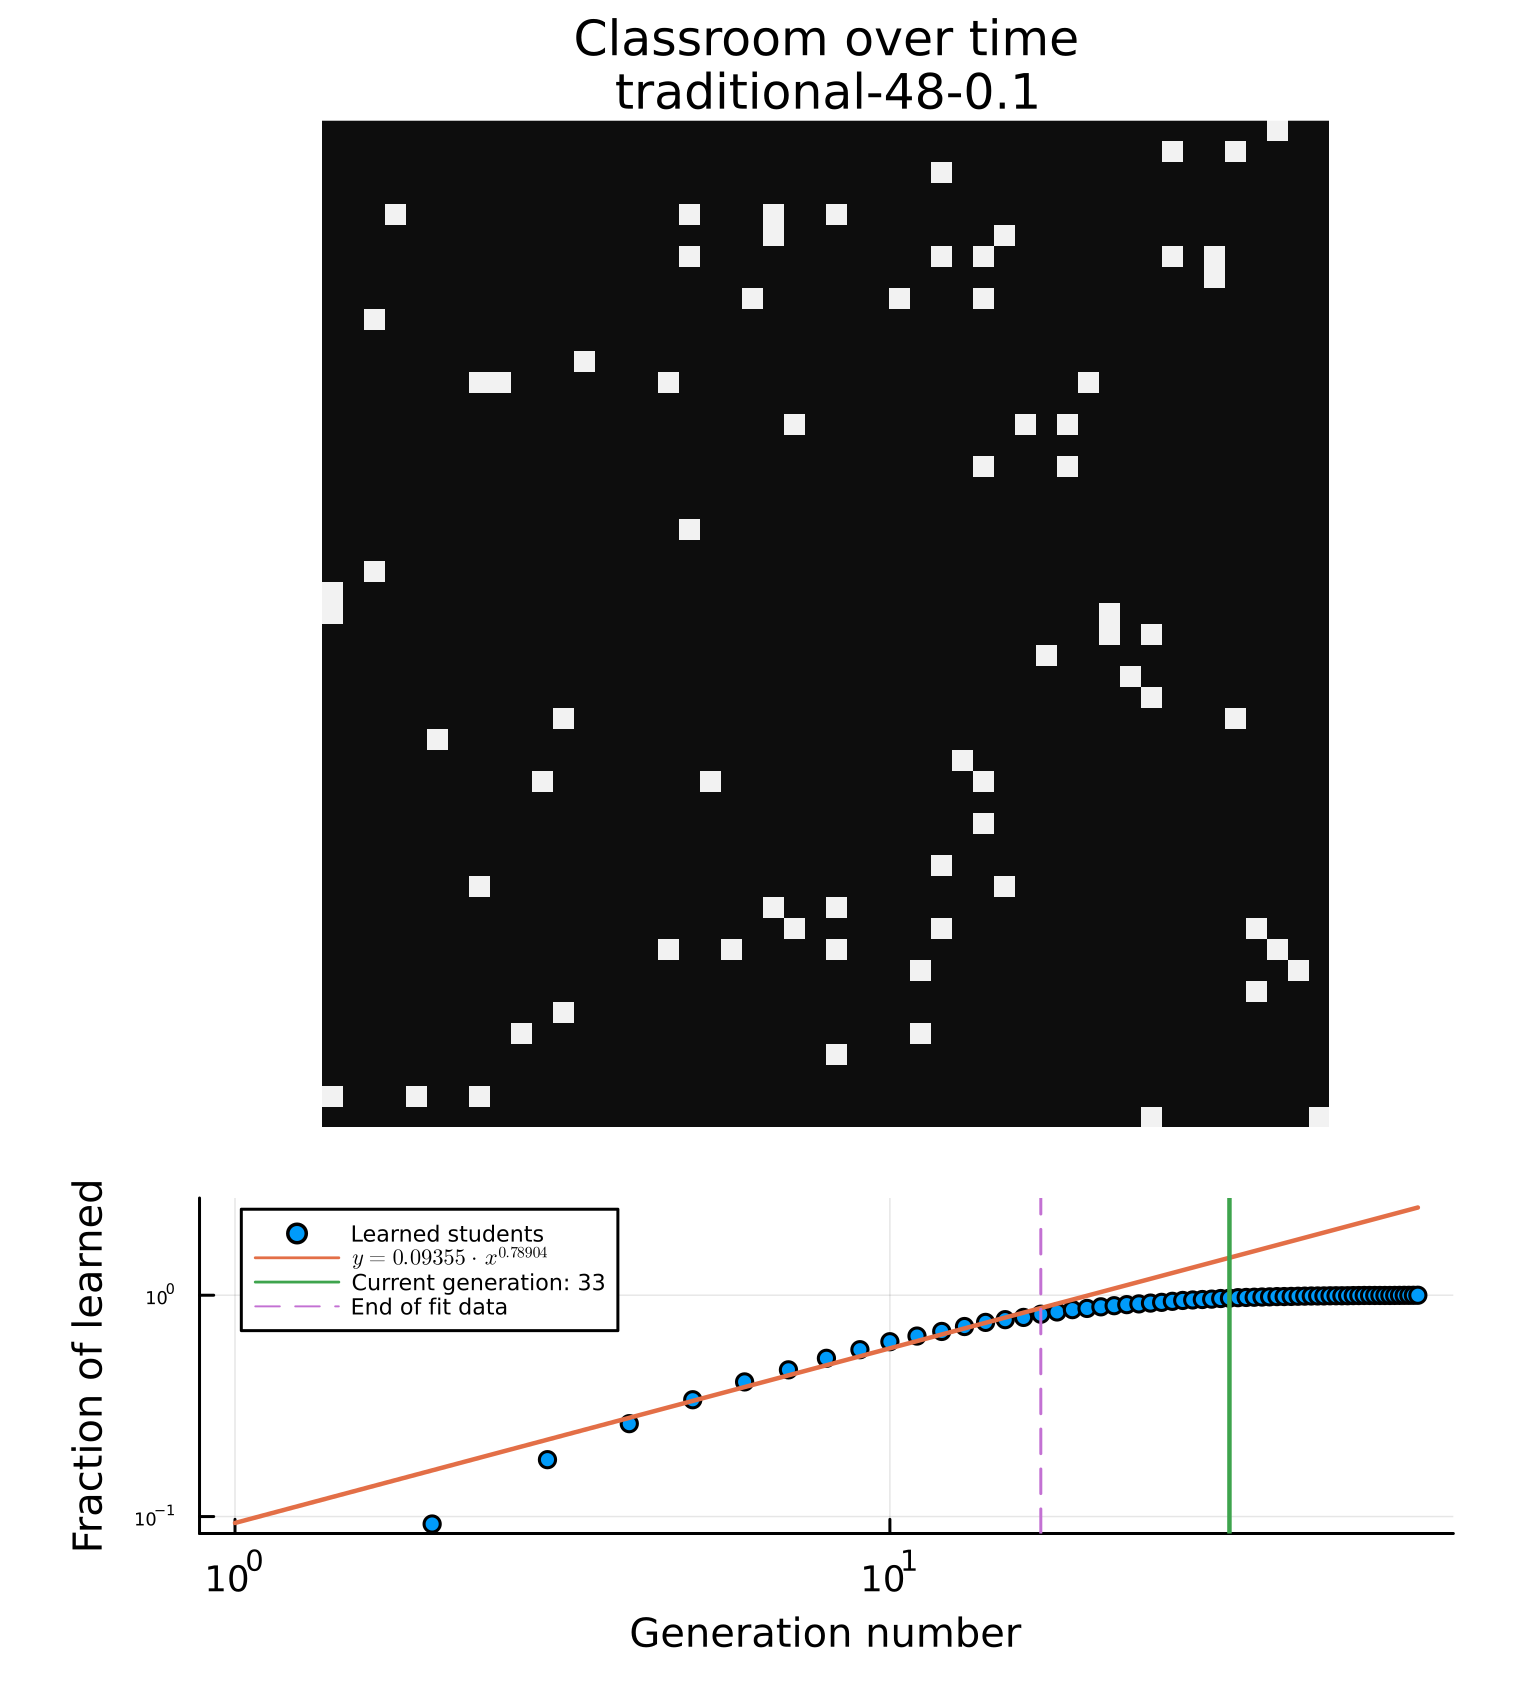 Classroom over time
traditional-48-0.1
Fraction of learned
Learned students
y = 0.09355 · x^0.78904
Current generation: 33
End of fit data
10^0
10^-1
10^0
10^1
Generation number